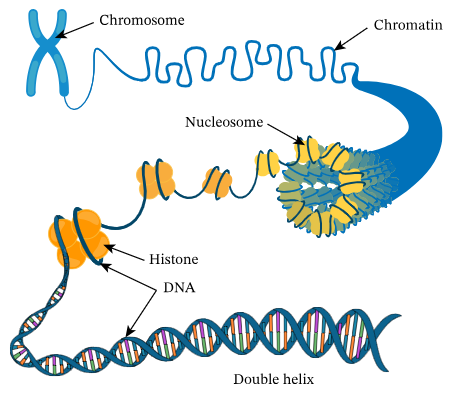 Chromosome
Chromatin
Nucleosome
Histone
DNA
Double helix